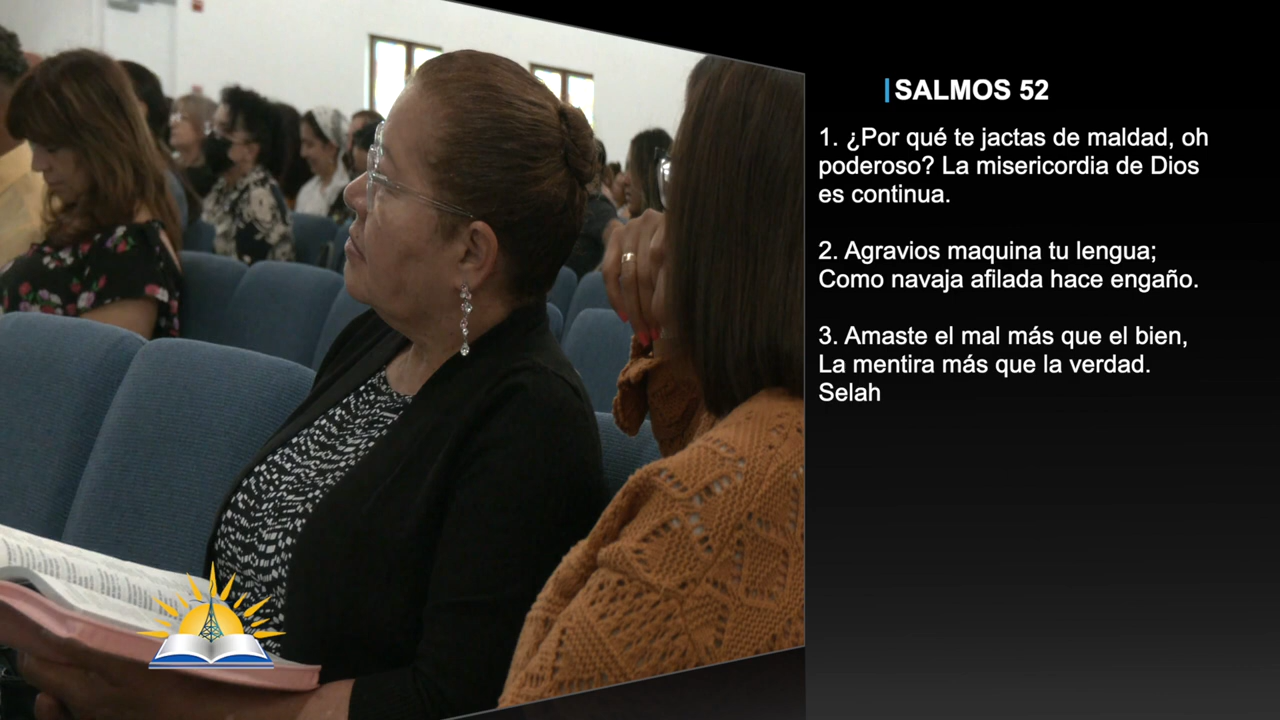 SALMOS 52
1. ¿Por qué te jactas de maldad, oh
poderoso? La misericordia de Dios
es continua.
2. Agravios maquina tu lengua;
Como navaja afilada hace engaño.
3. Amaste el mal más que el bien,
La mentira más que la verdad.
Selah